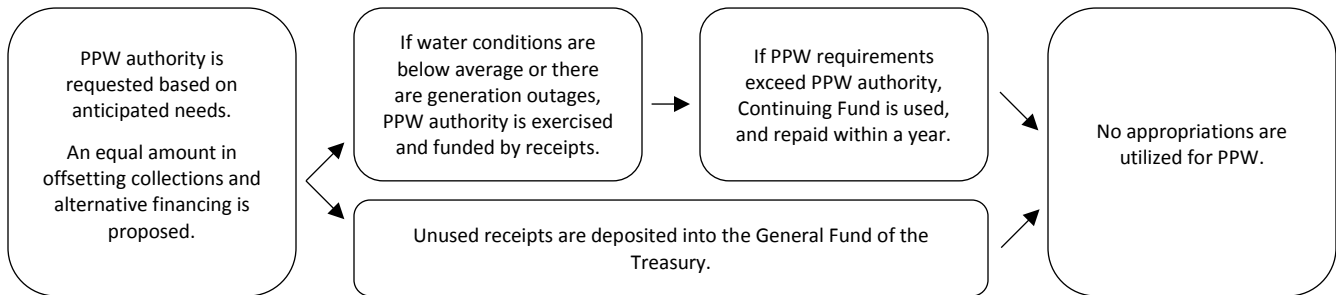 PPW authority is
requested based on
anticipated needs.
An equal amount in
offsetting collections and
alternative financing is
proposed.
If water conditions are
below average or there
are generation outages,
PPW authority is exercised
and funded by receipts.
If PPW requirements
exceed PPW authority,
Continuing Fund is used,
and repaid within a year.
Unused receipts are deposited into the General Fund of the
Treasury.
No appropriations are
utilized for PPW.